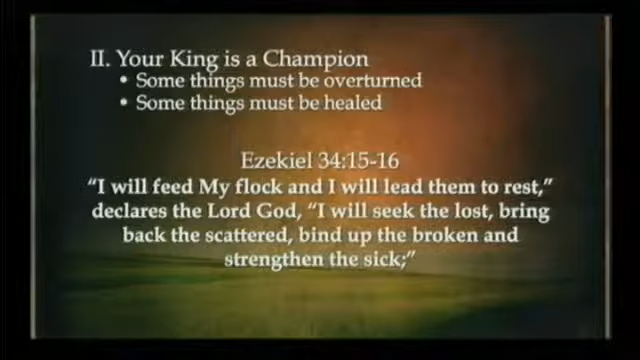 II. Your King is a Champion
• Some things must be overturned
• Some things must be healed
Ezekiel 34:15-16
“I will feed My flock and I will lead them to rest,”
declares the Lord God, “I will seek the lost, bring
back the scattered, bind up the broken and
strengthen the sick;”